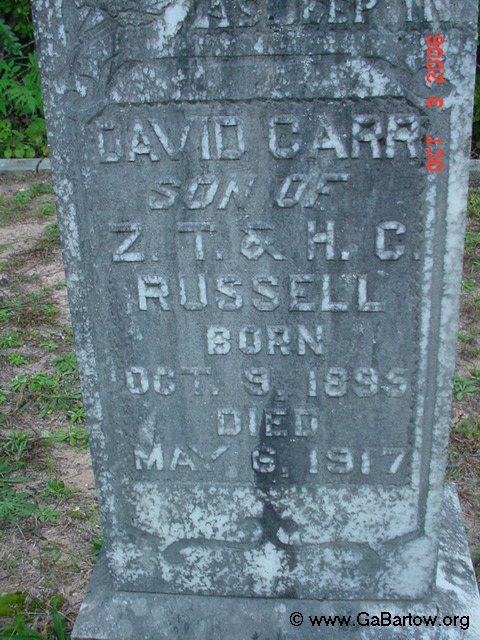 ASLEEP IN
DAVID CARR
SON OF
Z. T. & H. C.
RUSSELL
BORN
OCT. 9, 1895
DIED
MAY 6, 1917
OCT 3 2006
© www.GaBartow.org